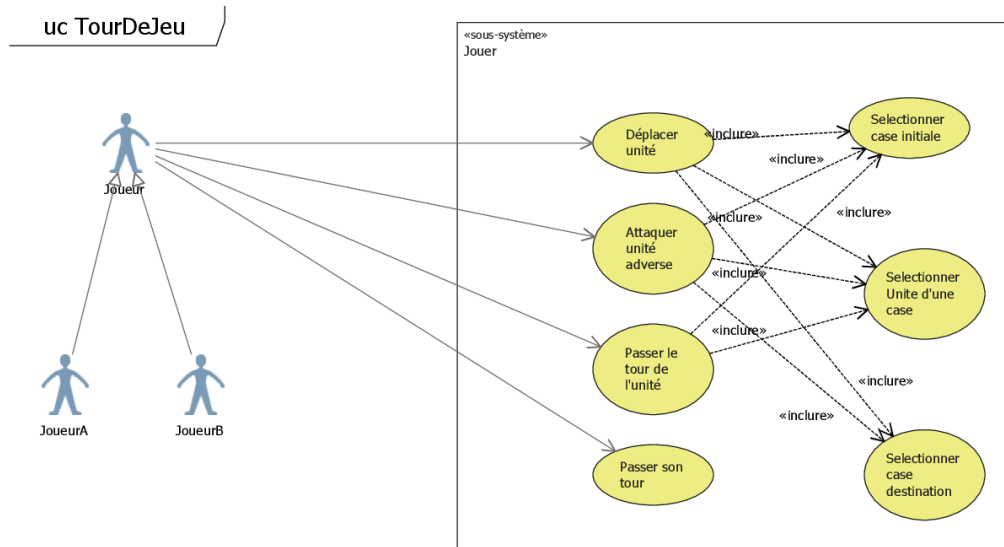 uc TourDeJeu
«sous-système»
Jouer
Joueur
JoueurA
JoueurB
Déplacer
unité
Attaquer
unité
adverse
Passer le
tour de
l'unité
Passer son
tour
«inclure»
«inclure»
«inclure»
«inclure»
«inclure»
«inclure»
«inclure»
«inclure»
Selectionner
case initiale
Selectionner
Unite d'une
case
Selectionner
case
destination